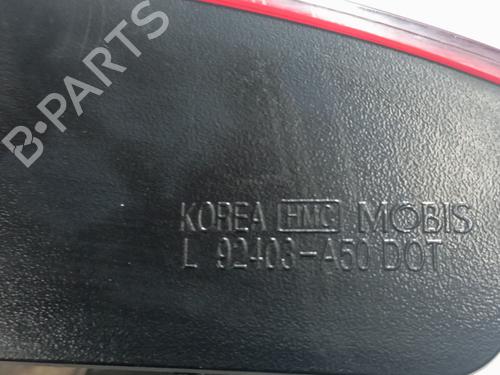 B-PARTS
KOREA HMC MOBIS
L 92403-A50 DOT